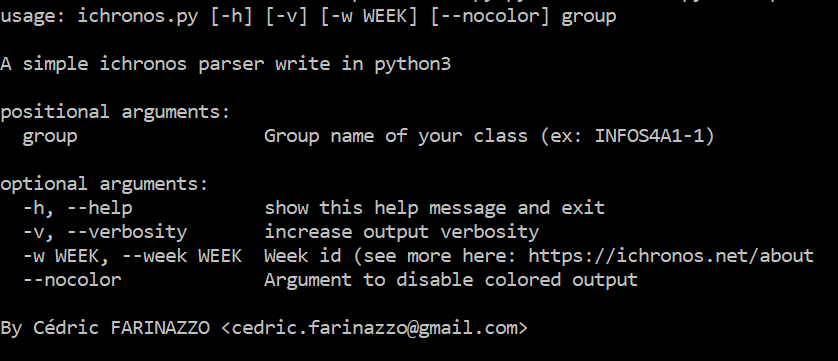 usage: ichronos.py [-h] [-v] [-w WEEK] [--nocolor] group
A simple ichronos parser write in python3
positional arguments:
group Group name of your class (ex: INFOS4A1-1)
optional arguments:
-h, --help show this help message and exit
-v, --verbosity increase output verbosity
-w WEEK, --week WEEK Week id (see more here: https://ichronos.net/about
--nocolor Argument to disable colored output
By Cédric FARINAZZO <cedric.farinazzo@gmail.com>